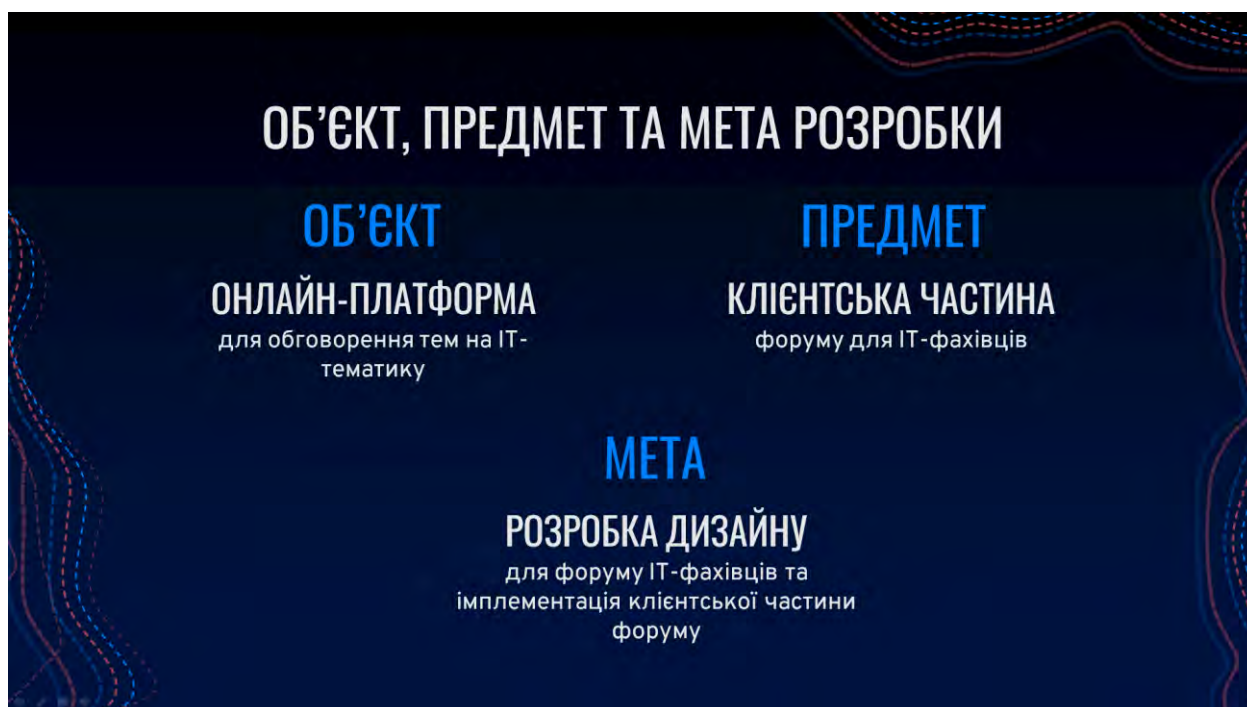 ОБ’ЄКТ, ПРЕДМЕТ ТА МЕТА РОЗРОБКИ
ОБ’ЄКТ
ОНЛАЙН-ПЛАТФОРМА
для обговорення тем на ІТ-
тематику
ПРЕДМЕТ
КЛІЄНТСЬКА ЧАСТИНА
форуму для ІТ-фахівців
МЕТА
РОЗРОБКА ДИЗАЙНУ
для форуму ІТ-фахівців та
імплементація клієнтської частини
форуму